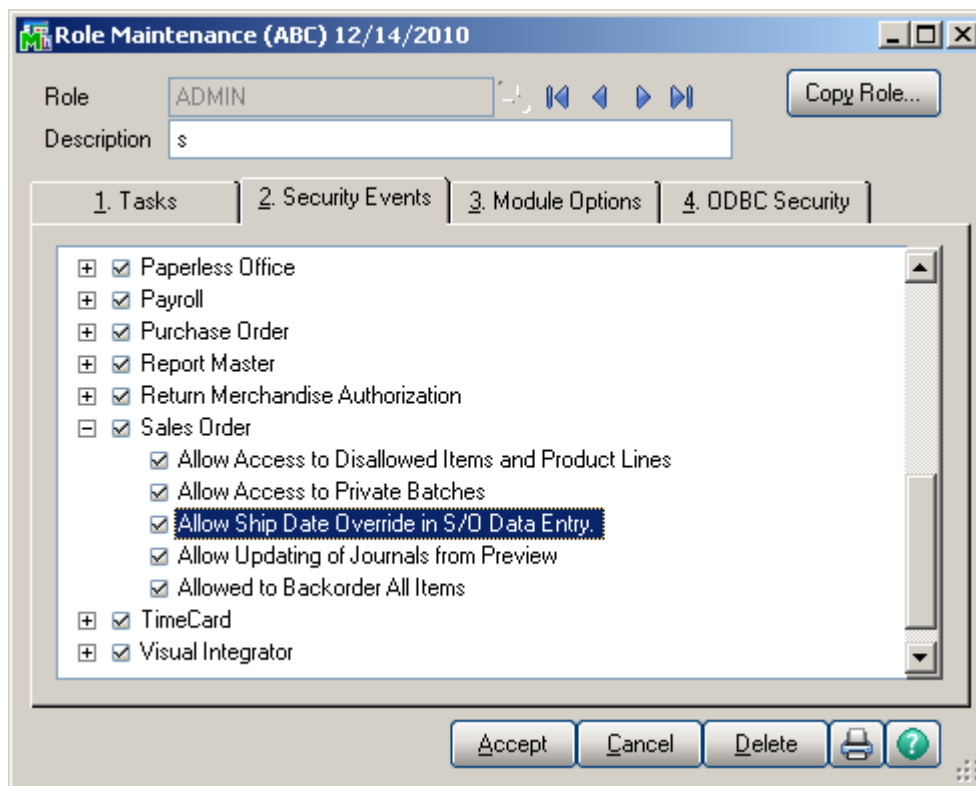 Role Maintenance (ABC) 12/14/2010
Role ADMIN Copy Role...
Description s
1. Tasks 2. Security Events 3. Module Options 4. ODBC Security
Paperless Office
Payroll
Purchase Order
Report Master
Return Merchandise Authorization
Sales Order
Allow Access to Disallowed Items and Product Lines
Allow Access to Private Batches
Allow Ship Date Override in S/O Data Entry.
Allow Updating of Journals from Preview
Allowed to Backorder All Items
TimeCard
Visual Integrator
Accept Cancel Delete